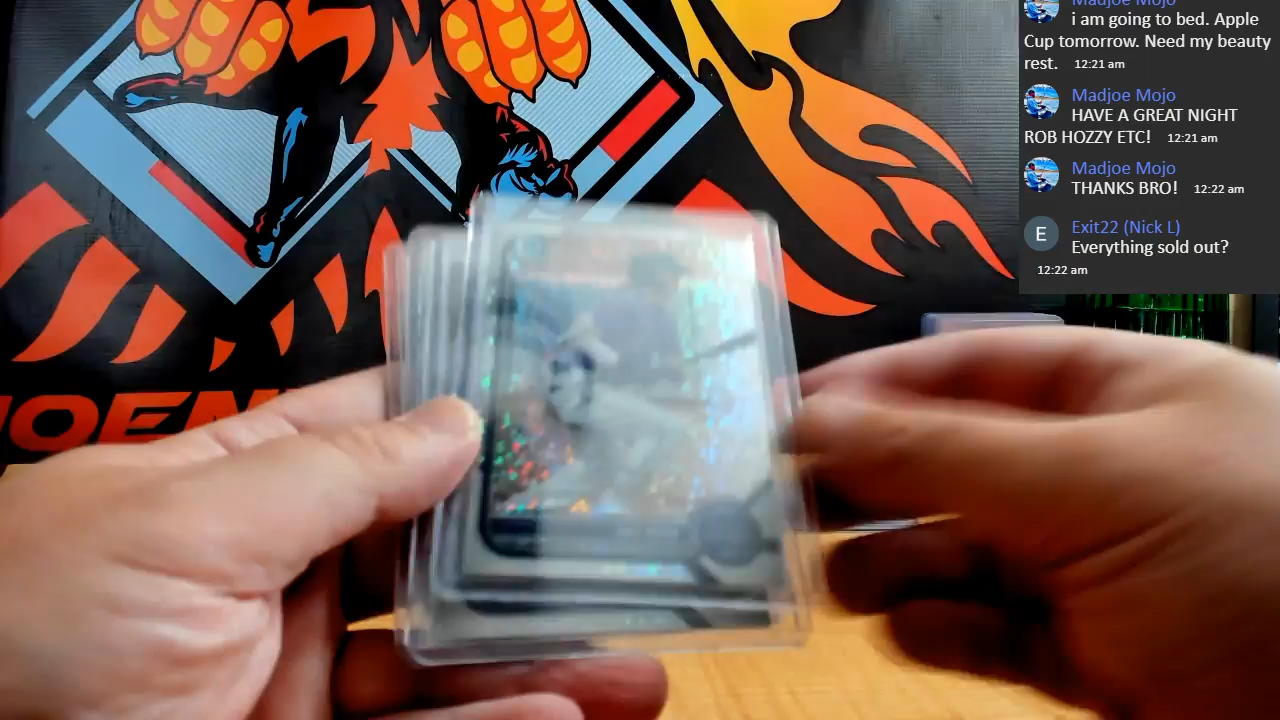 Madjoe Mojo
i am going to bed. Apple
Cup tomorrow. Need my beauty
rest. 12:21 am
Madjoe Mojo
HAVE A GREAT NIGHT
ROB HOZZY ETC! 12:21 am
Madjoe Mojo
THANKS BRO! 12:22 am
E Exit22 (Nick L)
Everything sold out?
12:22 am